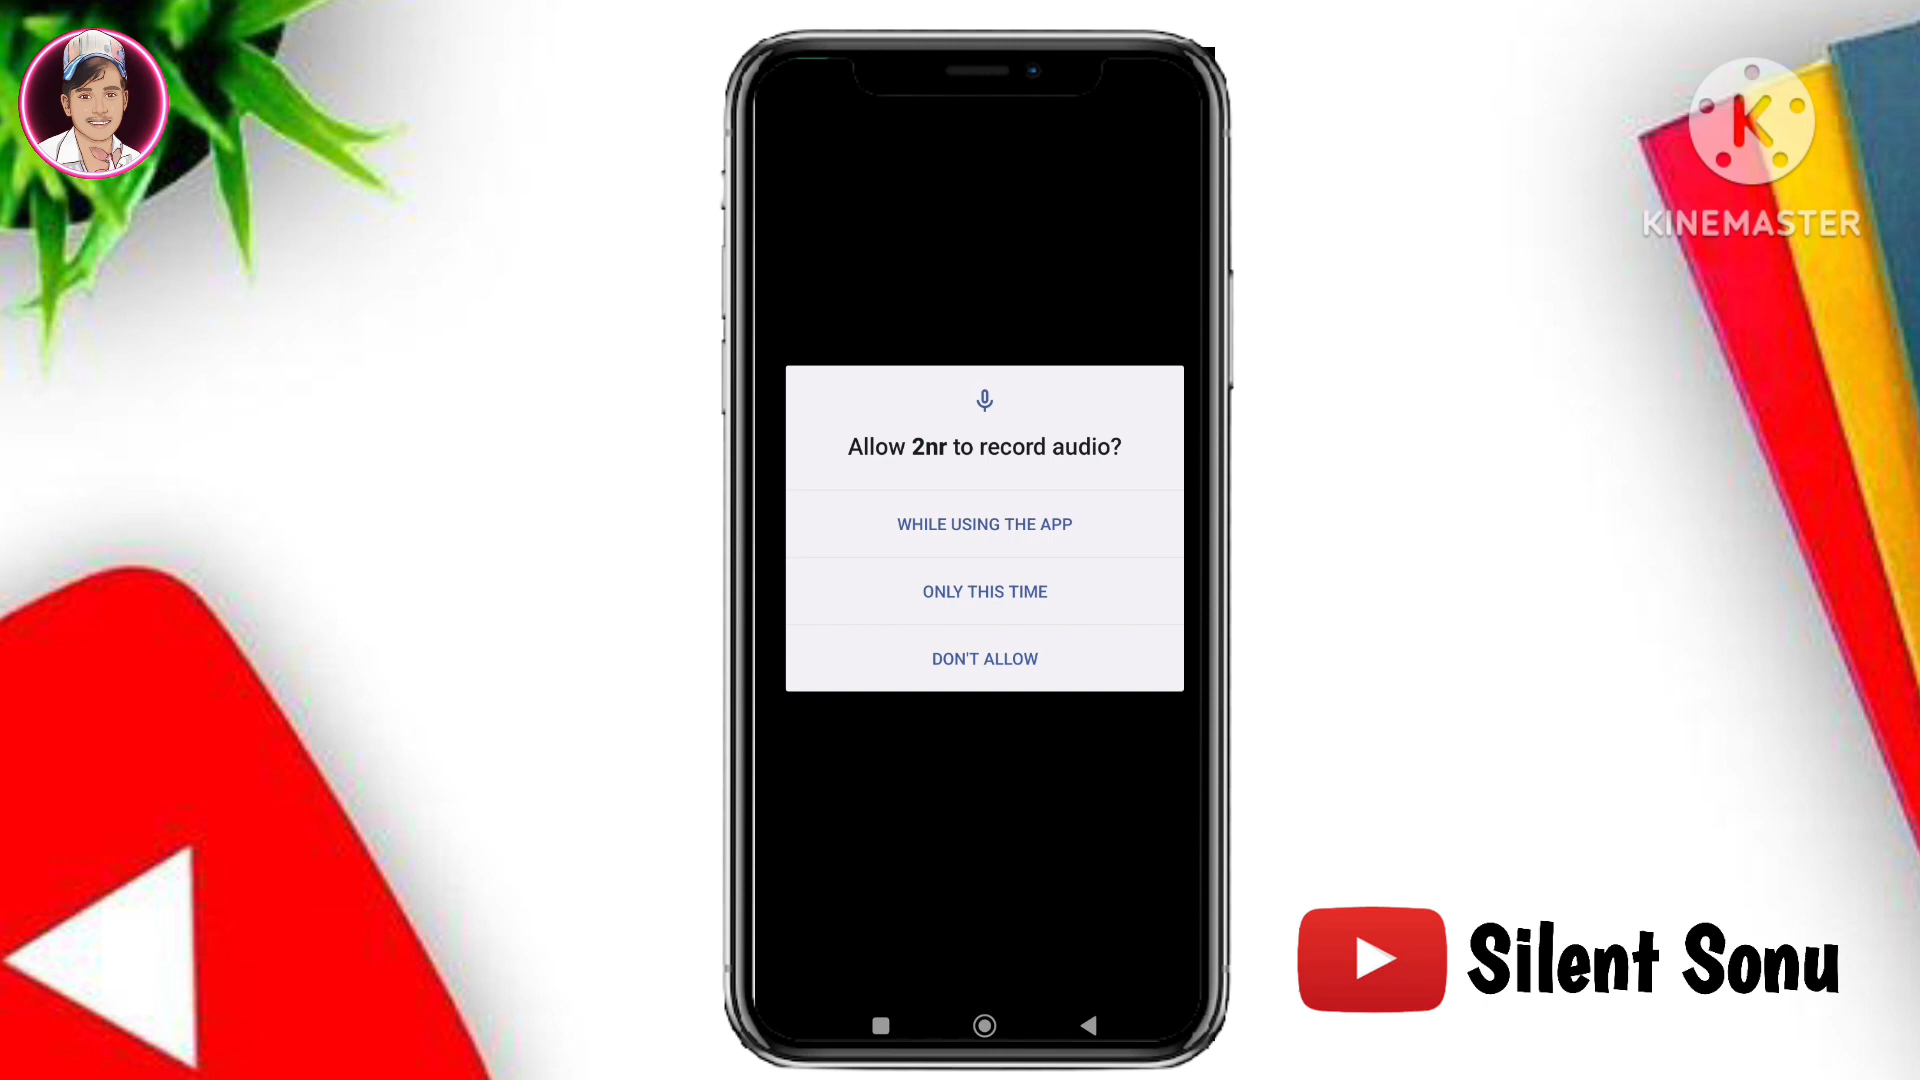 KINEMASTER
Allow 2nr to record audio?
WHILE USING THE APP
ONLY THIS TIME
DON'T ALLOW
Silent Sonu